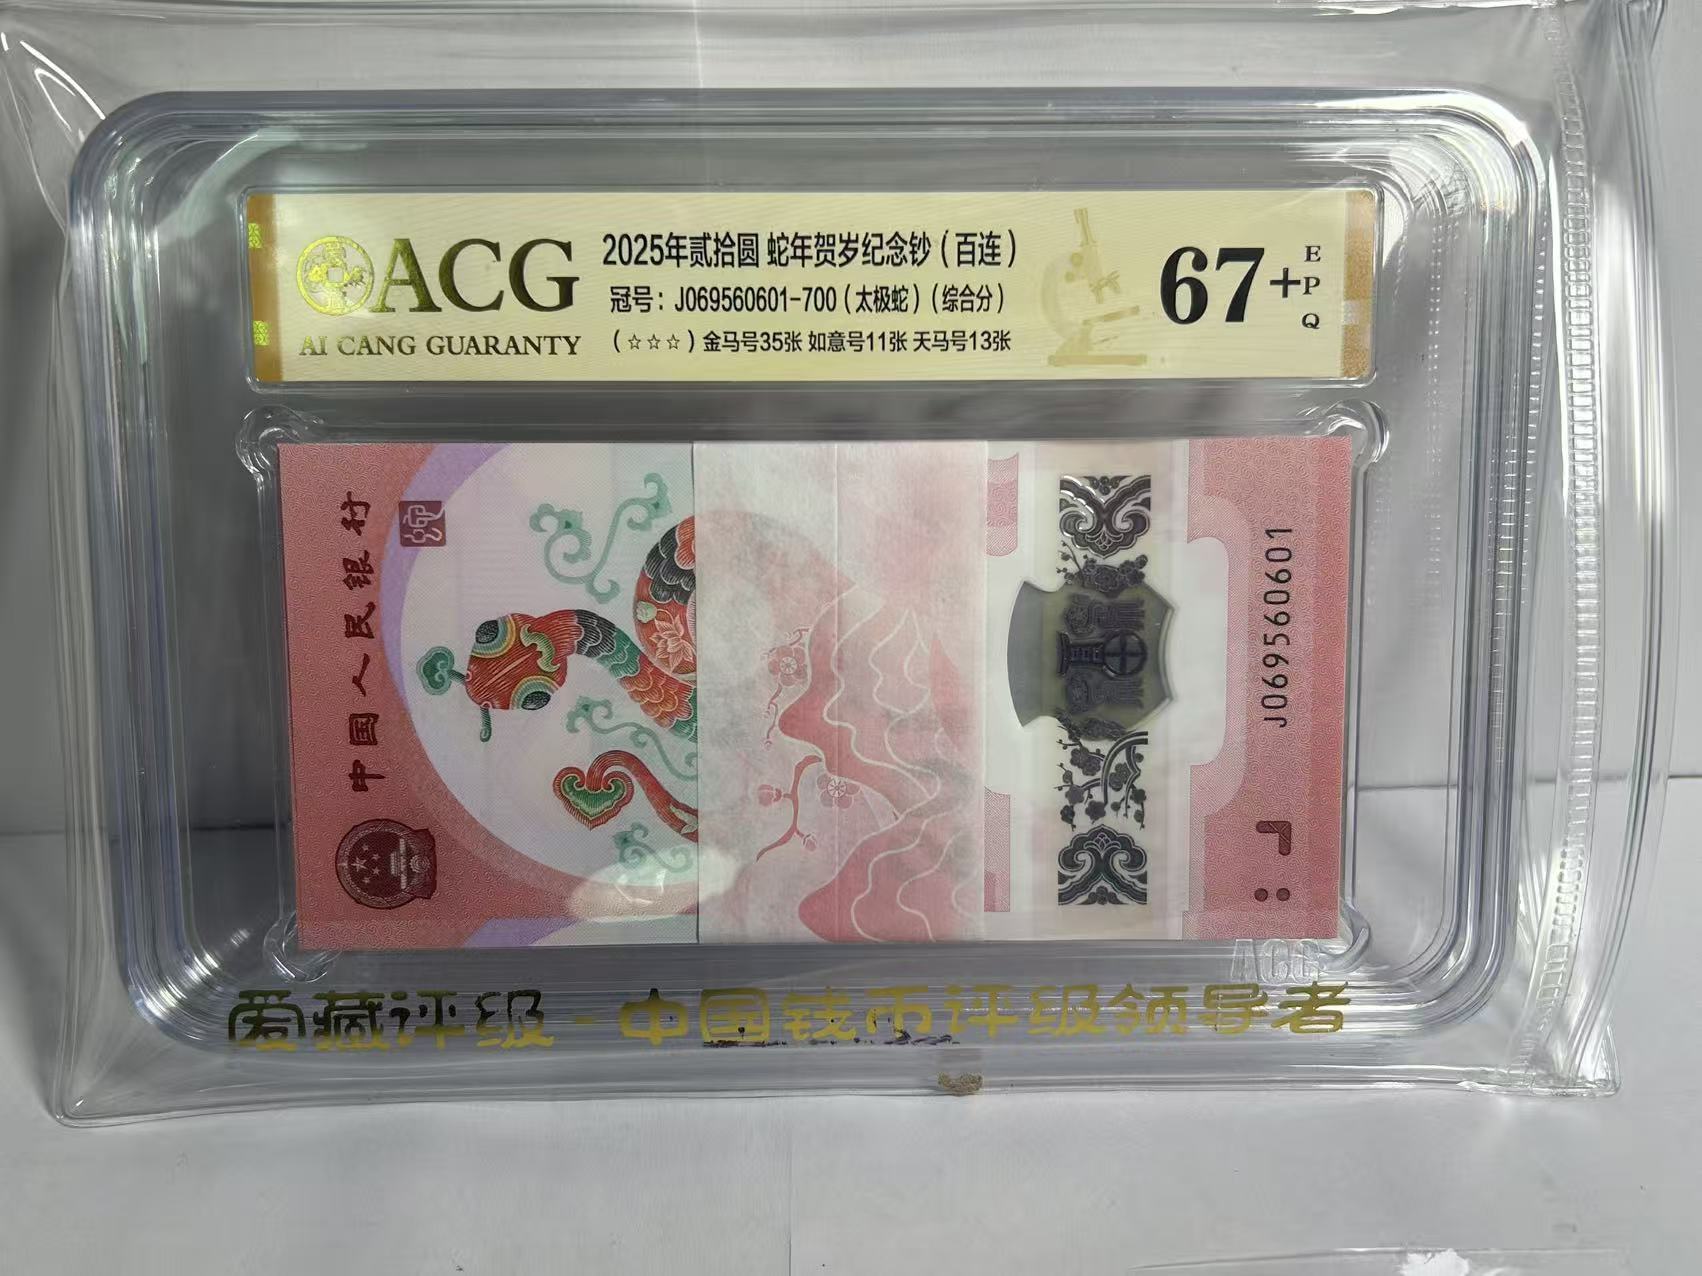 ACG
AI CANG GUARANTY
2025年贰拾圆 蛇年贺岁纪念钞（百连）
冠号：J069560601-700（太极蛇）（综合分）
（☆☆☆）金马号35张 如意号11张 天马号13张
67+
EPQ
中国人民银行
J069560601
ACG
爱藏评级-中国钱币评级领导者